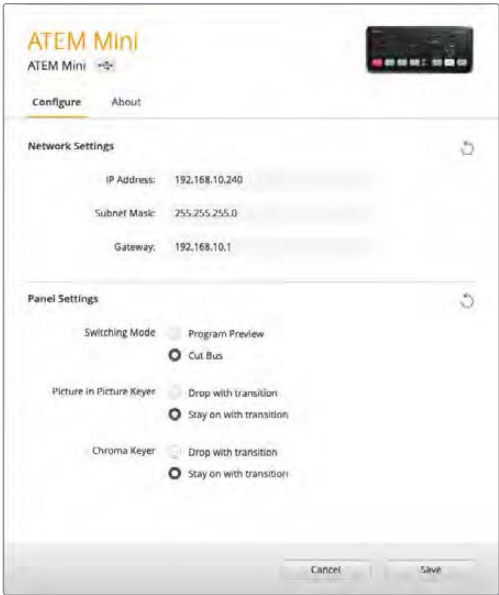 ATEM Mini
ATEM Mini
Configure About
Network Settings
IP Address: 192.168.10.240
Subnet Mask: 255.255.255.0
Gateway: 192.168.10.1
Panel Settings
Switching Mode Program Preview
Cut Bus
Picture in Picture Keyer Drop with transition
Stay on with transition
Chroma Keyer Drop with transition
Stay on with transition
Cancel Save